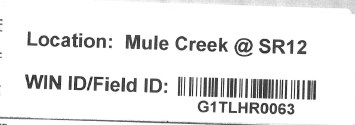 Location: Mule Creek @ SR12
WIN ID/Field ID:
G1TLHR0063